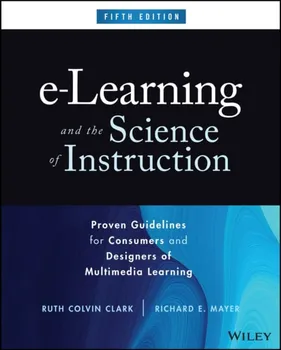 FIFTH EDITION
e-Learning
and the Science
of Instruction
Proven Guidelines
for Consumers and
Designers of
Multimedia Learning
RUTH COLVIN CLARK | RICHARD E. MAYER
WILEY